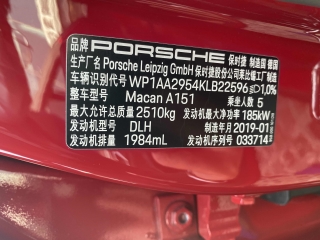 品牌 PORSCHE 保时捷 制造国 德国
生产厂名 Porsche Leipzig GmbH 保时捷股份公司莱比锡工厂制造
车辆识别代号 WP1AA2954KLB22596 1,0%
整车型号 Macan A151 乘坐人数 5
最大允许总质量 2510kg 发动机最大净功率 185kW
发动机型号 DLH 制造年月 2019-01
发动机排量 1984mL 发动机序列号 033714